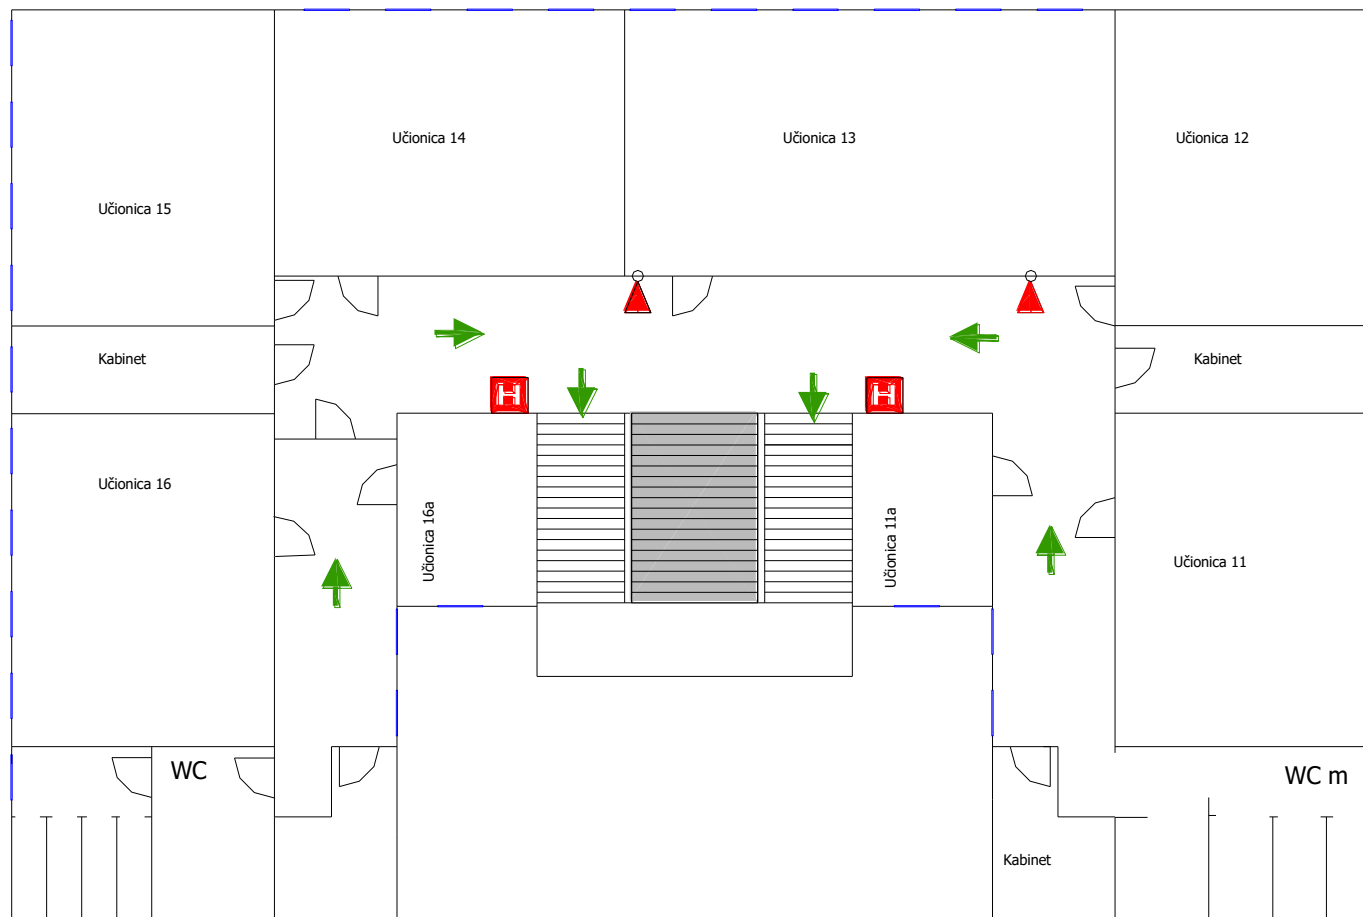 Učionica 14
Učionica 13
Učionica 12
Učionica 15
Kabinet
Kabinet
H
H
Učionica 16
Učionica 16a
Učionica 11a
Učionica 11
WC
WC m
Kabinet